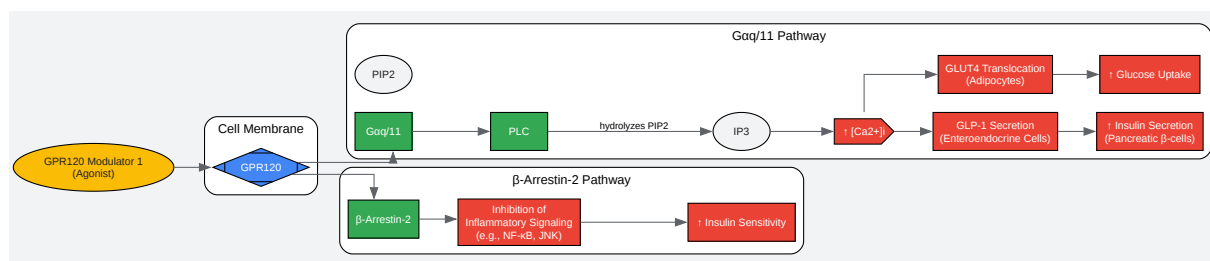 Gαq/11 Pathway
PIP2
GLUT4 Translocation
(Adipocytes)
↑ Glucose Uptake
Cell Membrane
Gαq/11
PLC
hydrolyzes PIP2
IP3
↑ [Ca2+]i
GLP-1 Secretion
(Enteroendocrine Cells)
↑ Insulin Secretion
(Pancreatic β-cells)
GPR120 Modulator 1
(Agonist)
GPR120
β-Arrestin-2 Pathway
β-Arrestin-2
Inhibition of
Inflammatory Signaling
(e.g., NF-κB, JNK)
↑ Insulin Sensitivity